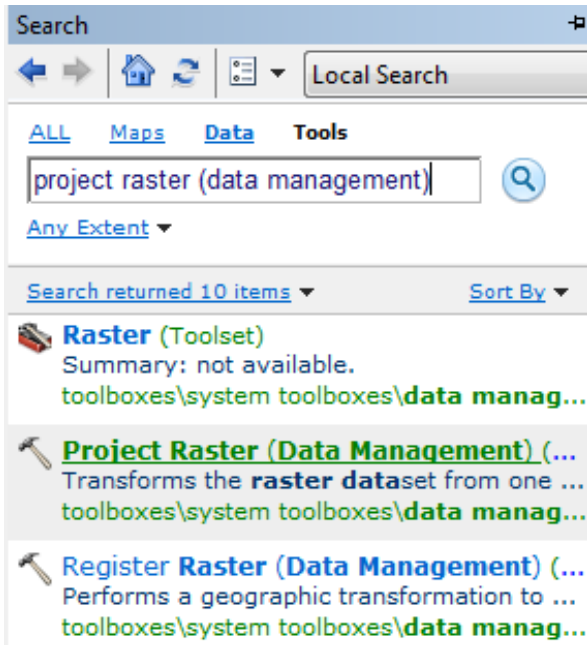 Search
Local Search
ALL Maps Data Tools
project raster (data management)
Any Extent
Search returned 10 items Sort By
Raster (Toolset)
Summary: not available.
toolboxes\system toolboxes\data manag...
Project Raster (Data Management) (...
Transforms the raster dataset from one ...
toolboxes\system toolboxes\data manag...
Register Raster (Data Management) (...
Performs a geographic transformation to ...
toolboxes\system toolboxes\data manag...